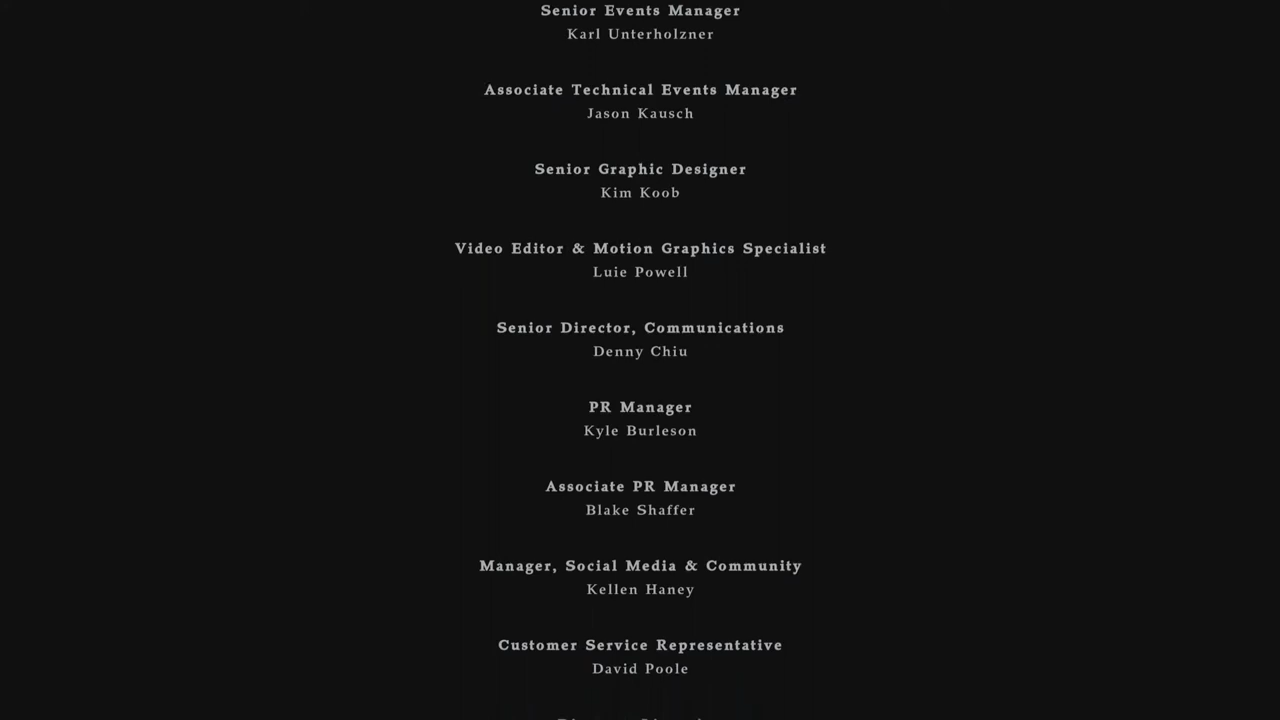 Senior Events Manager
Karl Unterholzner
Associate Technical Events Manager
Jason Kausch
Senior Graphic Designer
Kim Koob
Video Editor & Motion Graphics Specialist
Luie Powell
Senior Director, Communications
Denny Chiu
PR Manager
Kyle Burleson
Associate PR Manager
Blake Shaffer
Manager, Social Media & Community
Kellen Haney
Customer Service Representative
David Poole